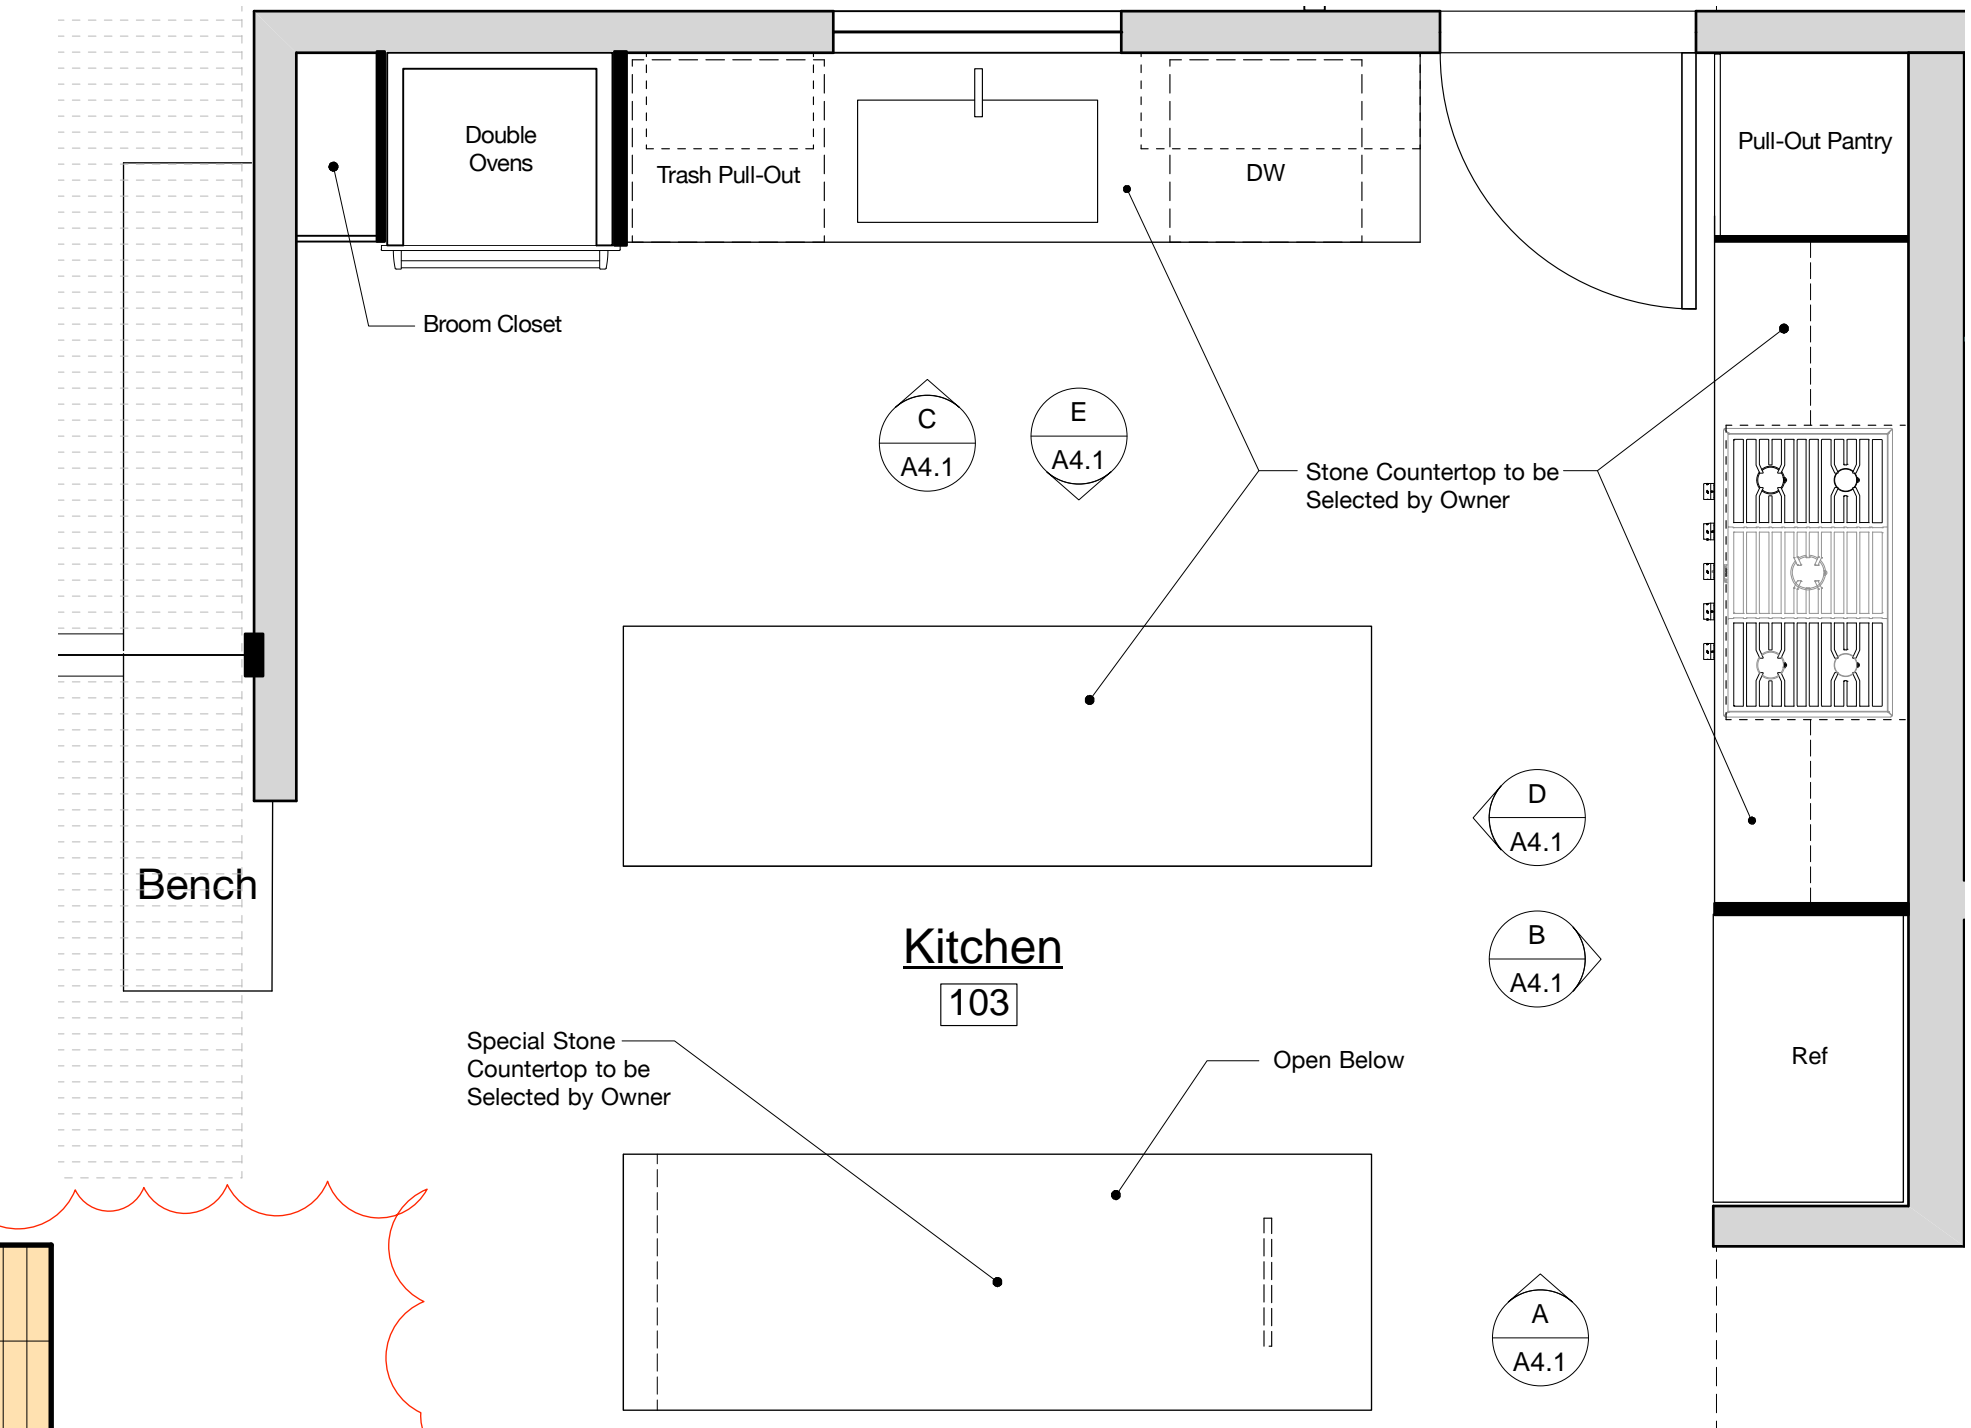 Double
Ovens
Trash Pull-Out
DW
Pull-Out Pantry
Broom Closet
C
A4.1
E
A4.1
Stone Countertop to be
Selected by Owner
D
A4.1
Bench
B
A4.1
Kitchen
103
Special Stone
Countertop to be
Selected by Owner
Open Below
Ref
A
A4.1